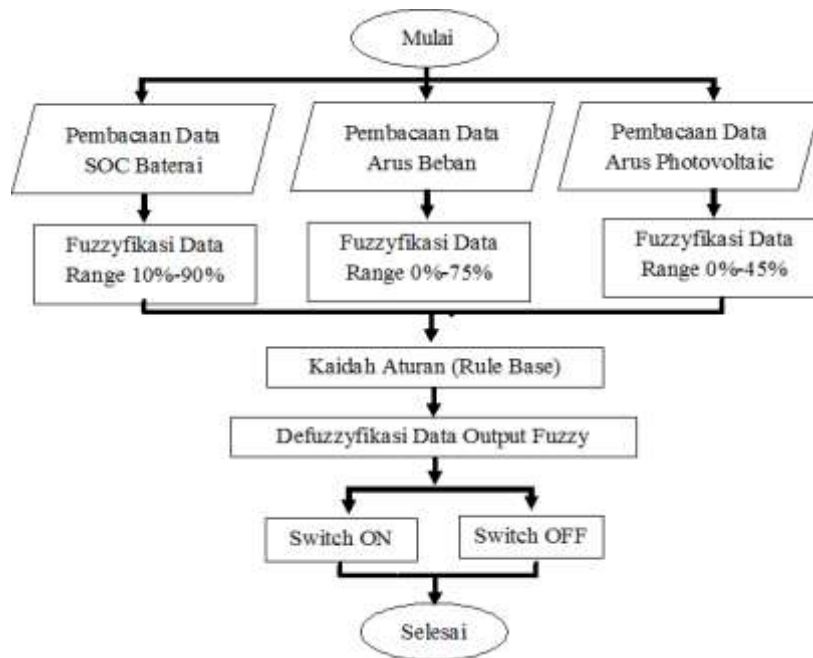 Mulai
Pembacaan Data
SOC Baterai
Pembacaan Data
Arus Beban
Pembacaan Data
Arus Photovoltaic
Fuzzyfikasi Data
Range 10%-90%
Fuzzyfikasi Data
Range 0%-75%
Fuzzyfikasi Data
Range 0%-45%
Kaidah Aturan (Rule Base)
Defuzzyfikasi Data Output Fuzzy
Switch ON
Switch OFF
Selesai